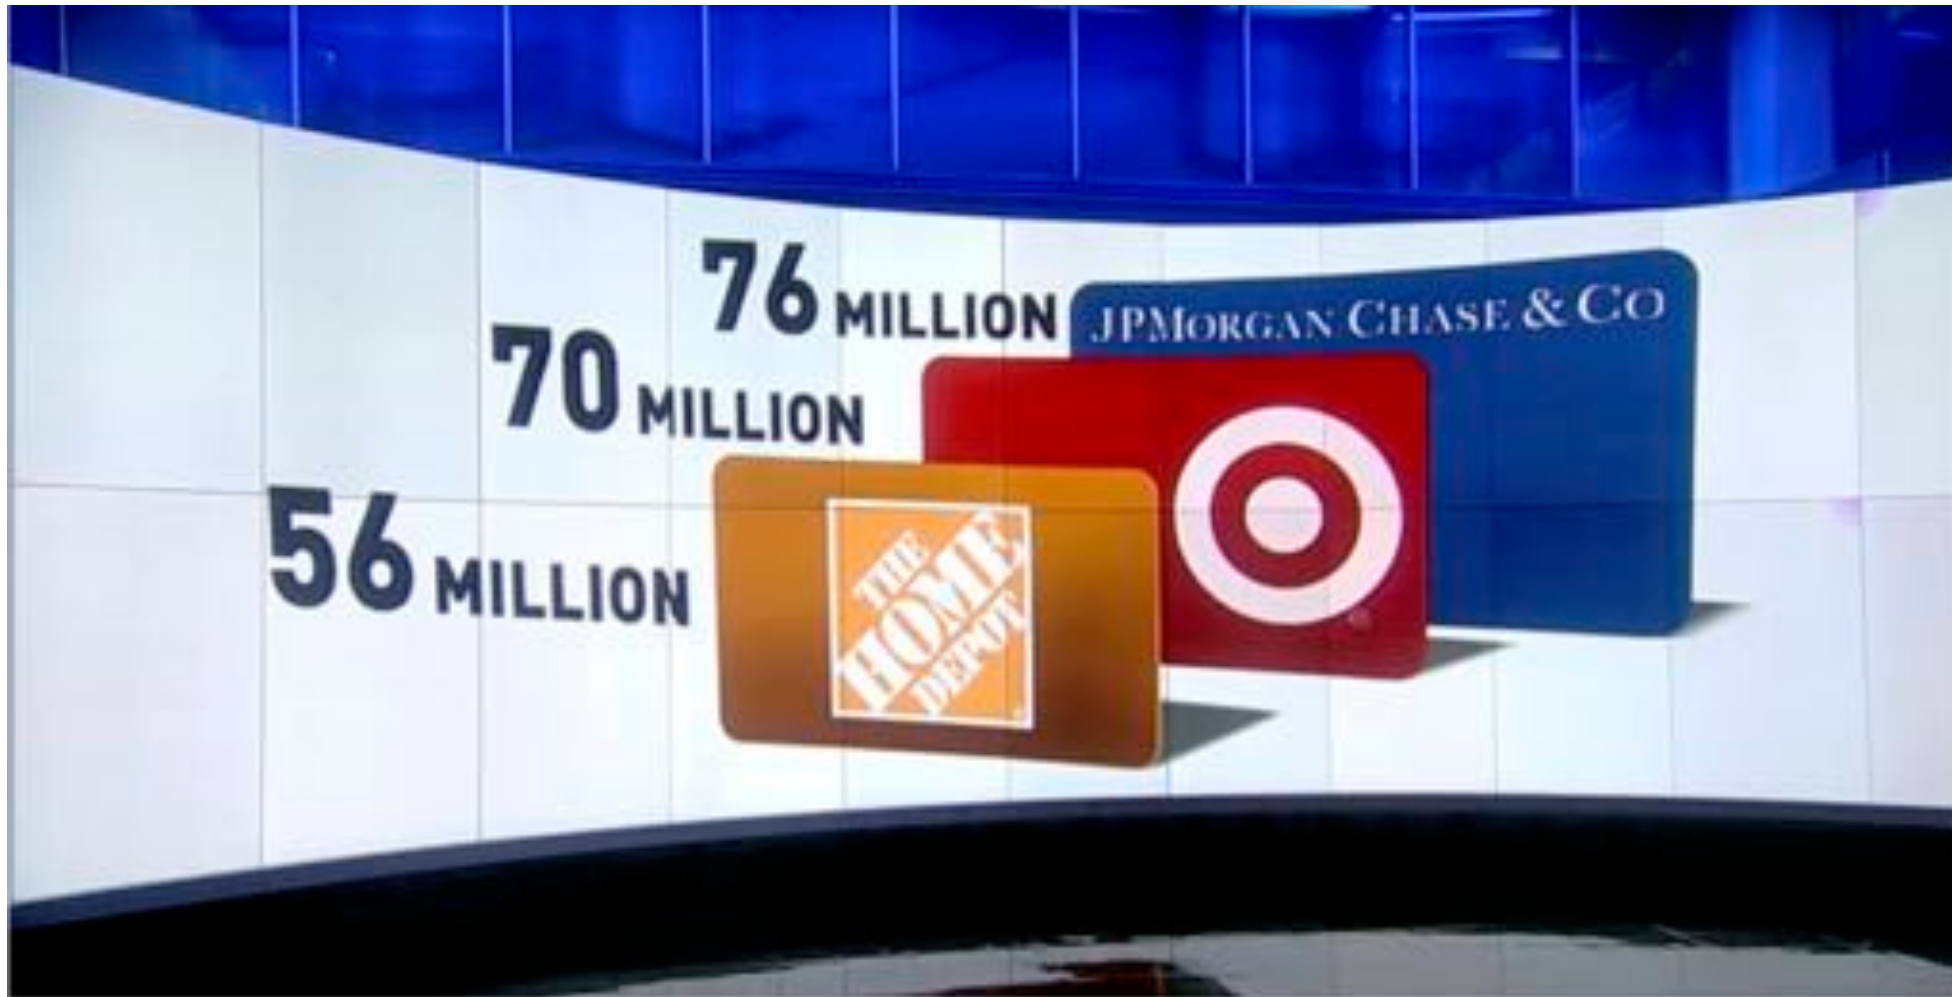 76 MILLION
JPMORGAN CHASE & CO
70 MILLION
56 MILLION
THE
HOME
DEPOT